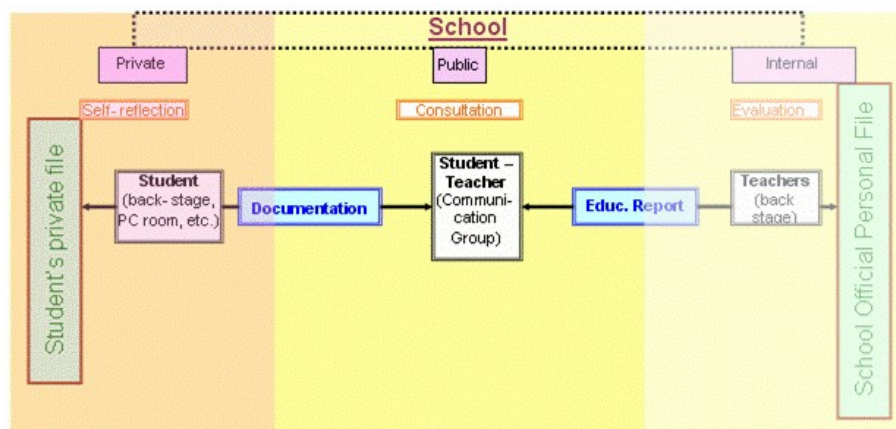 School
Private
Public
Internal
Self- reflection
Consultation
Evaluation
Student's private file
Student
(back- stage,
PC room, etc.)
Documentation
Student –
Teacher
(Communi-
cation
Group)
Educ. Report
Teachers
(back
stage)
School Official Personal File